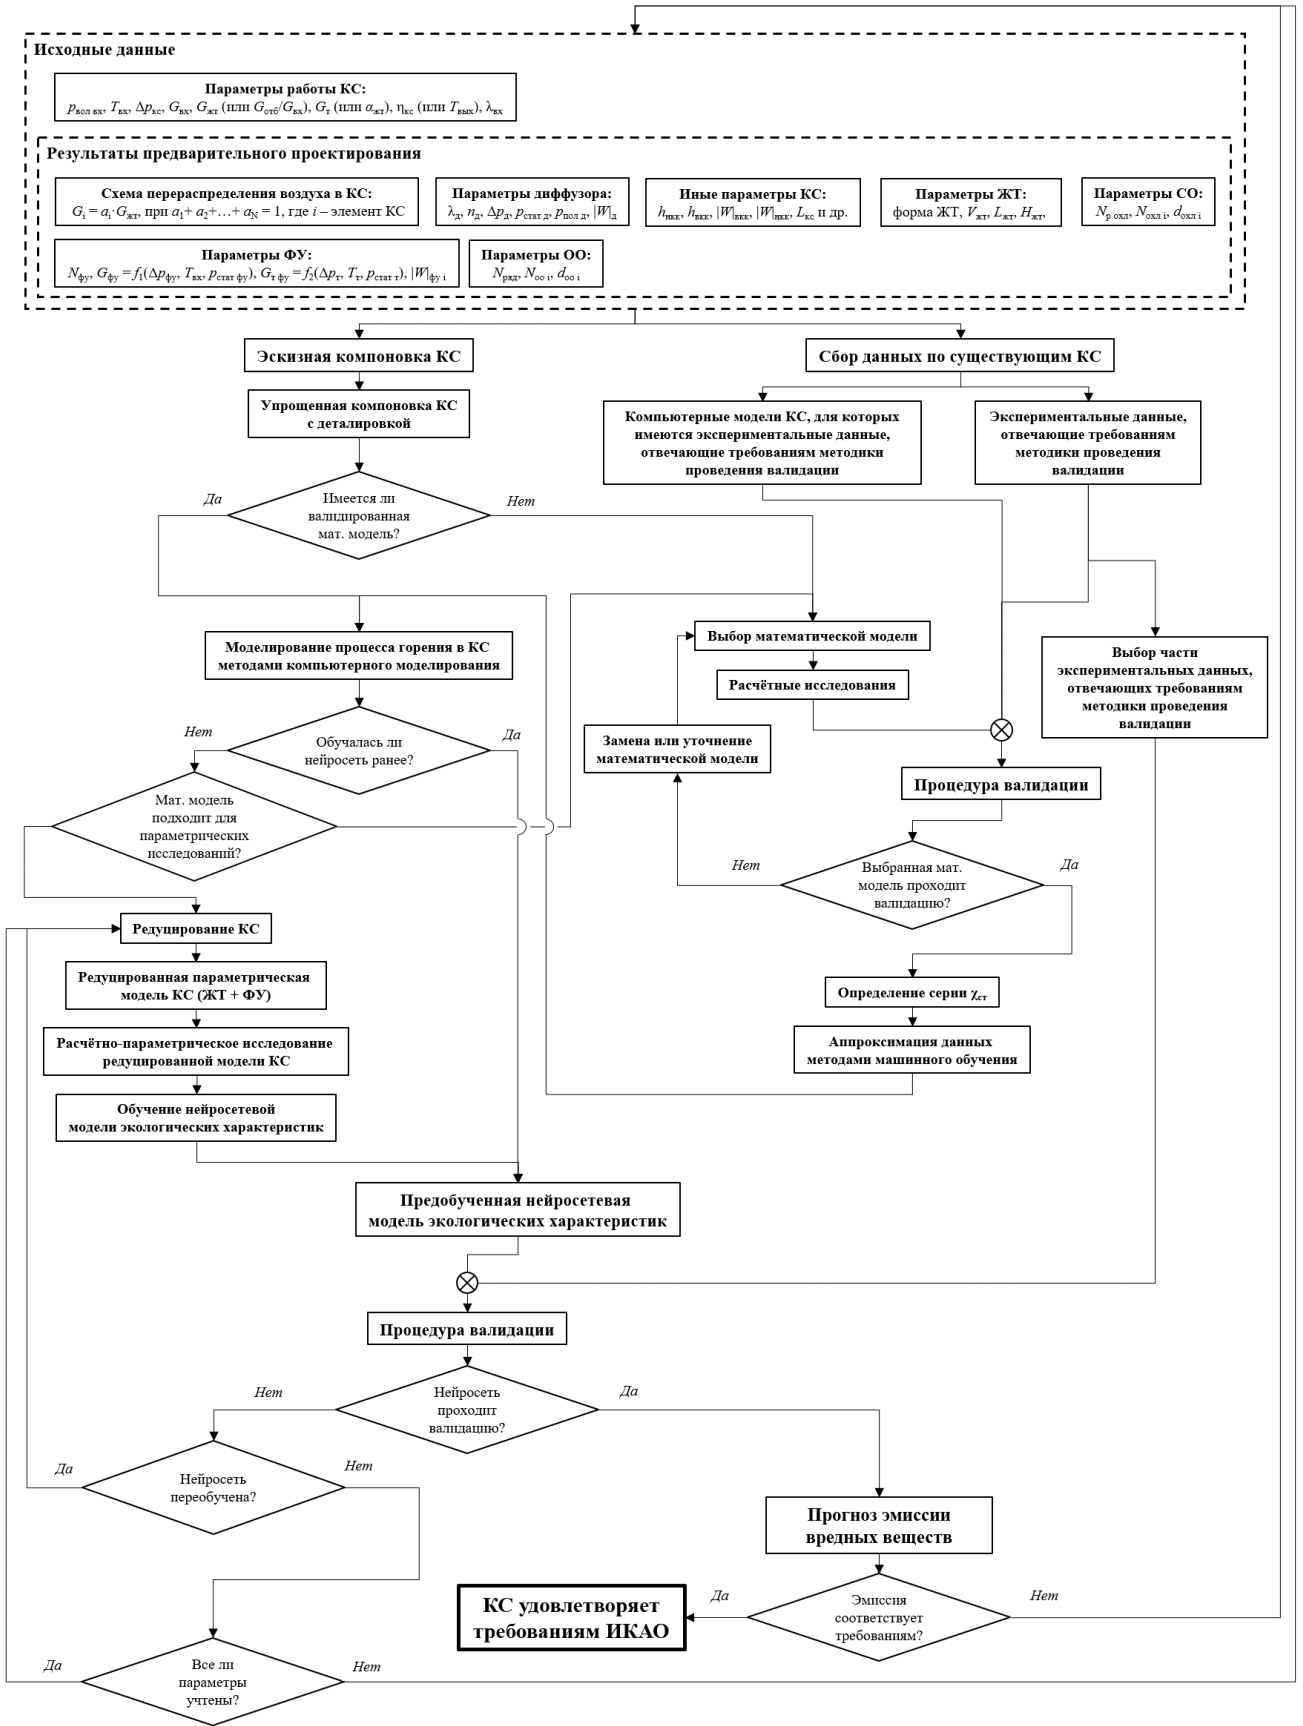 Исходные данные
Параметры работы КС:
pвол вх, Tвх, Δpкс, Gвх, Gжт (или Gотб/Gвх), Gт (или αжт), ηкс (или Tвых), λвх
Результаты предварительного проектирования
Схема перераспределения воздуха в КС:
Gi = ai·Gжт, при a1+ a2+…+ aN = 1, где i – элемент КС
Параметры диффузора:
λд, nд, Δpд, pстат д, pпол д, |W|д
Иные параметры КС:
hнкк, hвкк, |W|вкк, |W|нкк, Lкс и др.
Параметры ЖТ:
форма ЖТ, Vжт, Lжт, Hжт,
Параметры СО:
Nр охл, Nохл i, dохл i
Параметры ФУ:
Nфу, Gфу = f1(Δpфу, Tвх, pстат фу), Gт фу = f2(Δpт, Tт, pстат т), |W|фу i
Параметры ОО:
Nряд, Nоо i, dоо i
Эскизная компоновка КС
Сбор данных по существующим КС
Упрощенная компоновка КС
с деталировкой
Компьютерные модели КС, для которых
имеются экспериментальные данные,
отвечающие требованиям методики
проведения валидации
Экспериментальные данные,
отвечающие требованиям
методики проведения
валидации
Да
Имеется ли
валидированная
мат. модель?
Нет
Моделирование процесса горения в КС
методами компьютерного моделирования
Выбор математической модели
Расчётные исследования
Выбор части
экспериментальных данных,
отвечающих требованиям
методики проведения
валидации
Нет
Обучалась ли
нейросеть ранее?
Да
Замена или уточнение
математической модели
Процедура валидации
Мат. модель
подходит для
параметрических
исследований?
Нет
Выбранная мат.
модель проходит
валидацию?
Да
Редуцирование КС
Редуцированная параметрическая
модель КС (ЖТ + ФУ)
Определение серии χст
Расчётно-параметрическое исследование
редуцированной модели КС
Аппроксимация данных
методами машинного обучения
Обучение нейросетевой
модели экологических характеристик
Предобученная нейросетевая
модель экологических характеристик
Процедура валидации
Нет
Нейросеть
проходит
валидацию?
Да
Да
Нейросеть
переобучена?
Нет
Прогноз эмиссии
вредных веществ
КС удовлетворяет
требованиям ИКАО
Да
Эмиссия
соответствует
требованиям?
Нет
Да
Все ли
параметры
учтены?
Нет